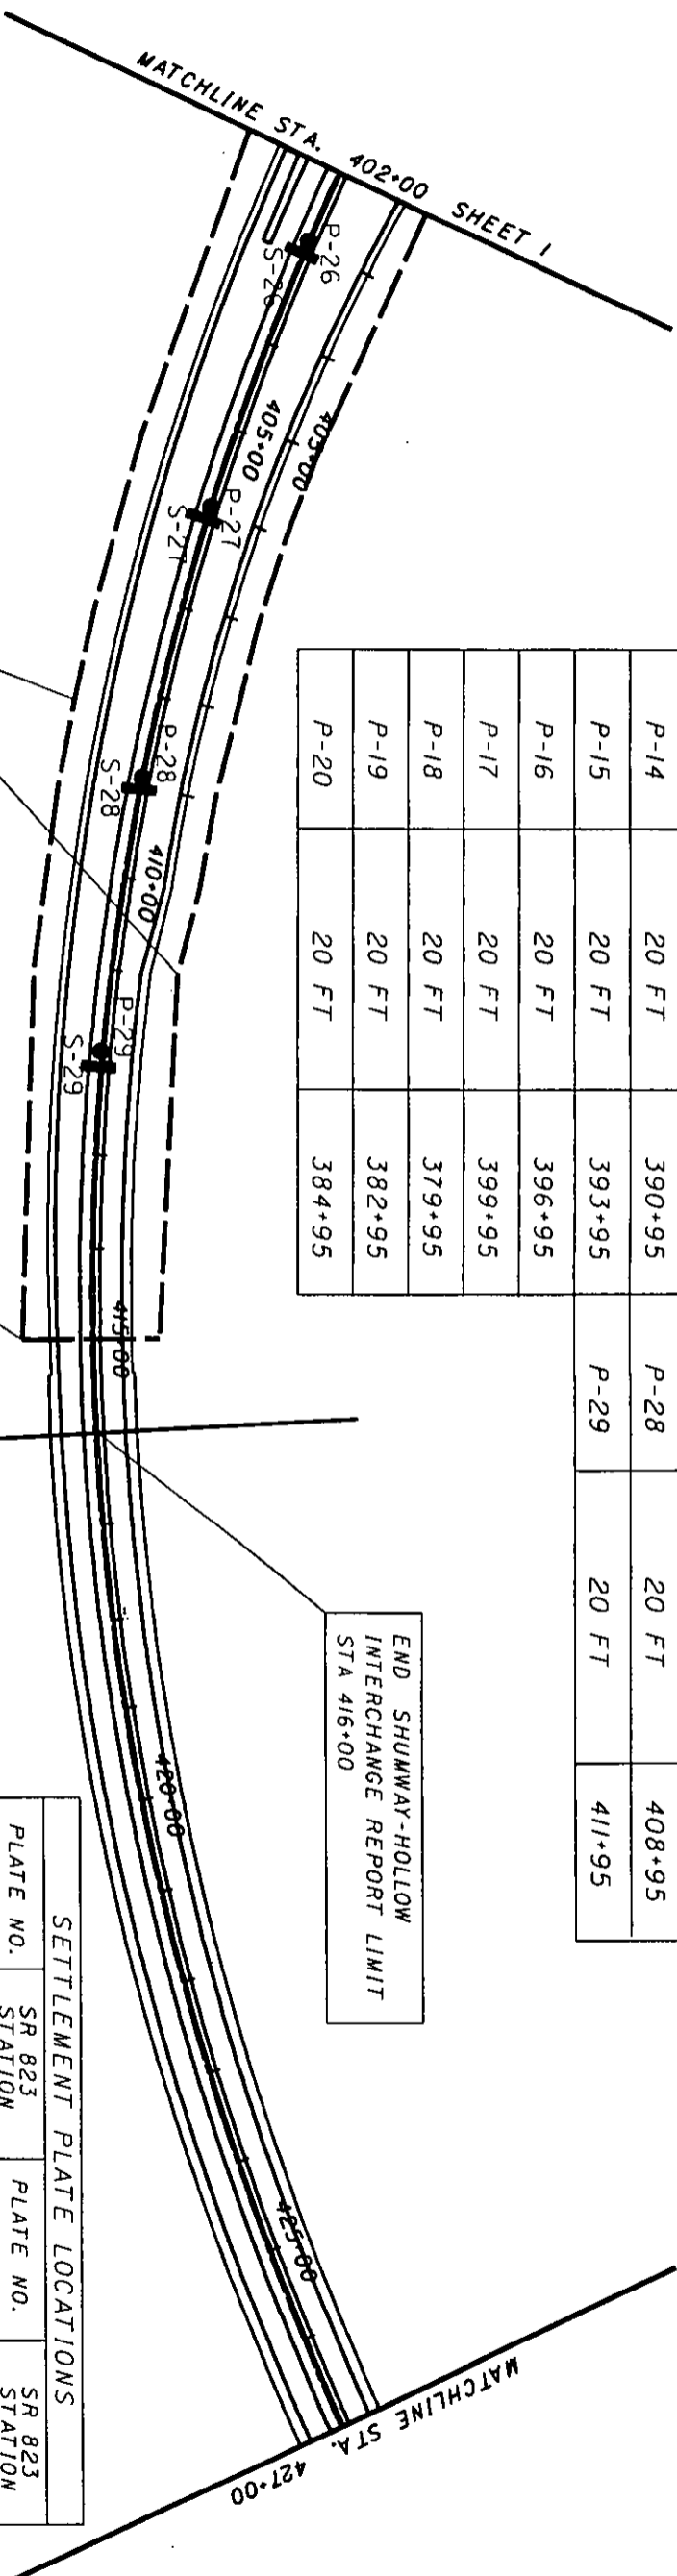 MATCHLINE STA. 402+00 SHEET 1
P-26
S-26
405+00
405+00
P-27
S-27
P-28
S-28
410+00
P-29
S-29
415+00
420+00
425+00
MATCHLINE STA. 427+00
P-14 20 FT 390+95 P-28 20 FT 408+95
P-15 20 FT 393+95 P-29 20 FT 411+95
P-16 20 FT 396+95
P-17 20 FT 399+95
P-18 20 FT 379+95
P-19 20 FT 382+95
P-20 20 FT 384+95
END SHUMWAY-HOLLOW
INTERCHANGE REPORT LIMIT
STA 416+00
SETTLEMENT PLATE LOCATIONS
PLATE NO.
SR 823
STATION
PLATE NO.
SR 823
STATION